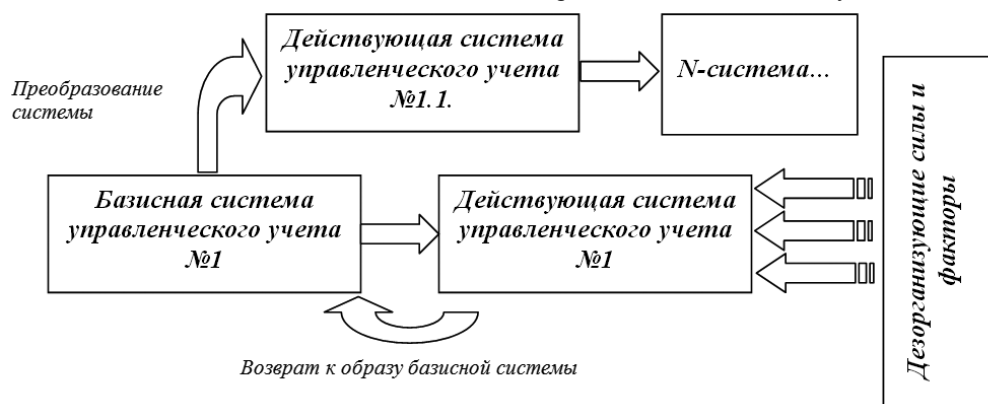 Действующая система
управленческого учета
№1.1.
N-система...
Преобразование
системы
Базисная система
управленческого учета
№1
Действующая система
управленческого учета
№1
Дезорганизующие силы и
факторы
Возврат к образу базисной системы